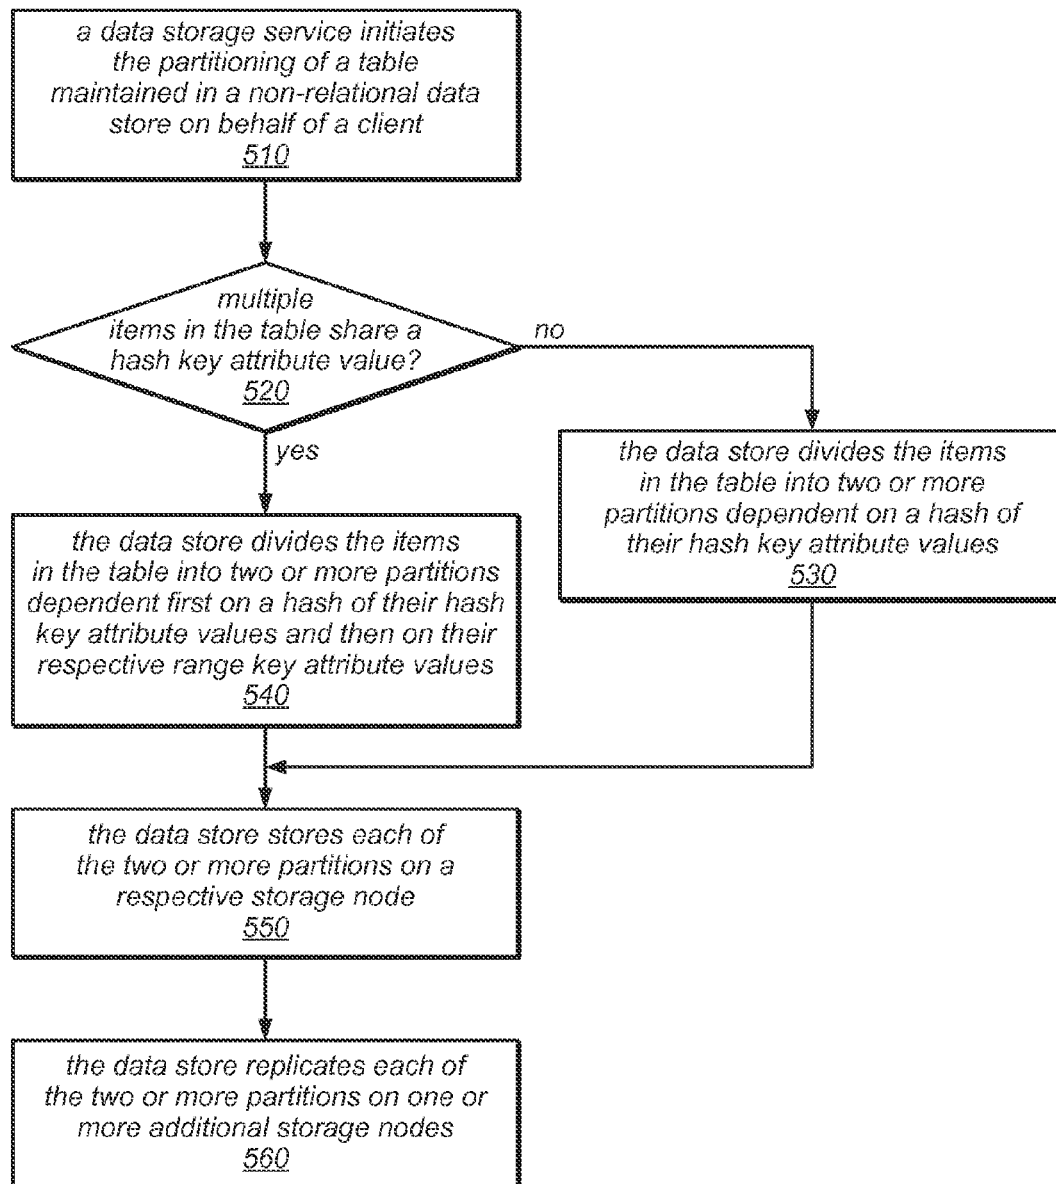 a data storage service initiates
the partitioning of a table
maintained in a non-relational data
store on behalf of a client
510
multiple
items in the table share a
hash key attribute value?
520
no
yes
the data store divides the items
in the table into two or more
partitions dependent on a hash of
their hash key attribute values
530
the data store divides the items
in the table into two or more partitions
dependent first on a hash of their hash
key attribute values and then on their
respective range key attribute values
540
the data store stores each of
the two or more partitions on a
respective storage node
550
the data store replicates each of
the two or more partitions on one or
more additional storage nodes
560